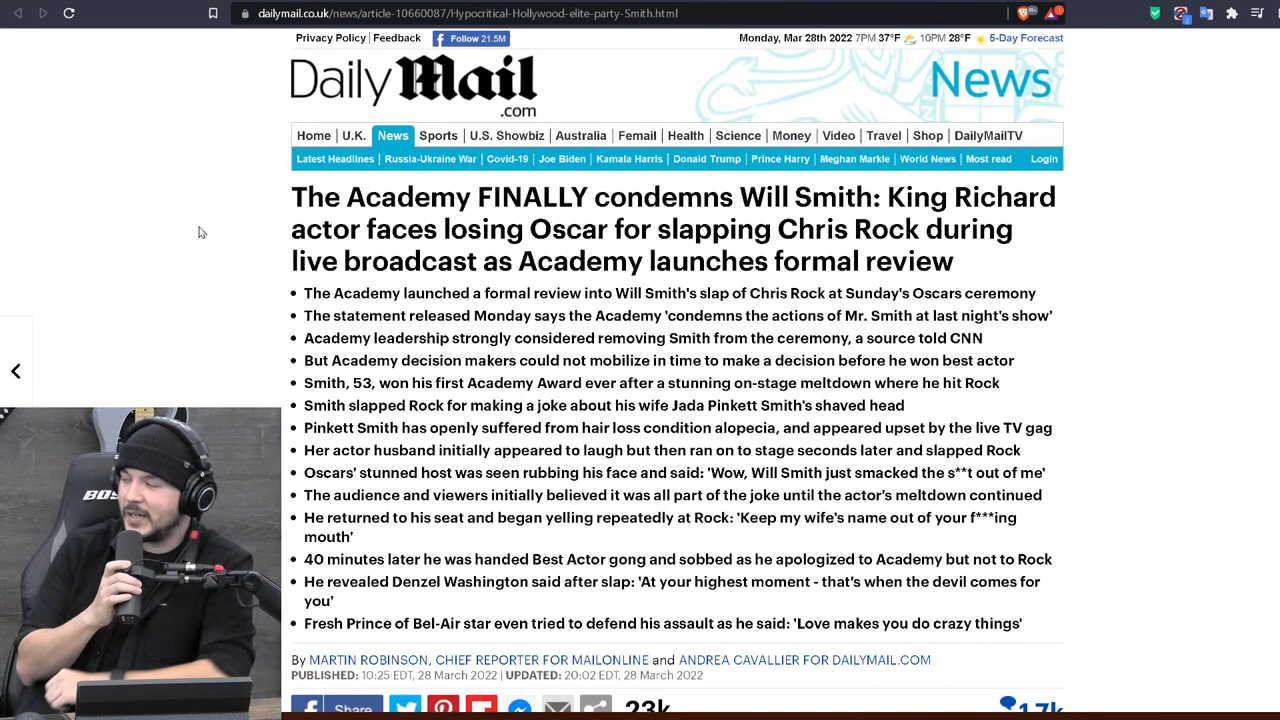 dailymail.co.uk/news/article-10660087/Hypocritical-Hollywood-elite-party-Smith.html
Privacy Policy | Feedback Follow 21.5M Monday, Mar 28th 2022 7PM 37°F 10PM 28°F 5-Day Forecast
Daily Mail .com News
Home | U.K. News Sports | U.S. Showbiz | Australia | Femail | Health | Science | Money | Video | Travel | Shop | DailyMailTV
Latest Headlines | Russia-Ukraine War | Covid-19 | Joe Biden | Kamala Harris | Donald Trump | Prince Harry | Meghan Markle | World News | Most read Login
The Academy FINALLY condemns Will Smith: King Richard
actor faces losing Oscar for slapping Chris Rock during
live broadcast as Academy launches formal review
• The Academy launched a formal review into Will Smith's slap of Chris Rock at Sunday's Oscars ceremony
• The statement released Monday says the Academy 'condemns the actions of Mr. Smith at last night's show'
• Academy leadership strongly considered removing Smith from the ceremony, a source told CNN
• But Academy decision makers could not mobilize in time to make a decision before he won best actor
• Smith, 53, won his first Academy Award ever after a stunning on-stage meltdown where he hit Rock
• Smith slapped Rock for making a joke about his wife Jada Pinkett Smith's shaved head
• Pinkett Smith has openly suffered from hair loss condition alopecia, and appeared upset by the live TV gag
• Her actor husband initially appeared to laugh but then ran on to stage seconds later and slapped Rock
• Oscars' stunned host was seen rubbing his face and said: 'Wow, Will Smith just smacked the s**t out of me'
• The audience and viewers initially believed it was all part of the joke until the actor's meltdown continued
• He returned to his seat and began yelling repeatedly at Rock: 'Keep my wife's name out of your f***ing
mouth'
• 40 minutes later he was handed Best Actor gong and sobbed as he apologized to Academy but not to Rock
• He revealed Denzel Washington said after slap: 'At your highest moment - that's when the devil comes for
you'
• Fresh Prince of Bel-Air star even tried to defend his assault as he said: 'Love makes you do crazy things'
By MARTIN ROBINSON, CHIEF REPORTER FOR MAILONLINE and ANDREA CAVALLIER FOR DAILYMAIL.COM
PUBLISHED: 10:25 EDT, 28 March 2022 | UPDATED: 20:02 EDT, 28 March 2022
Share 23k 1.7k